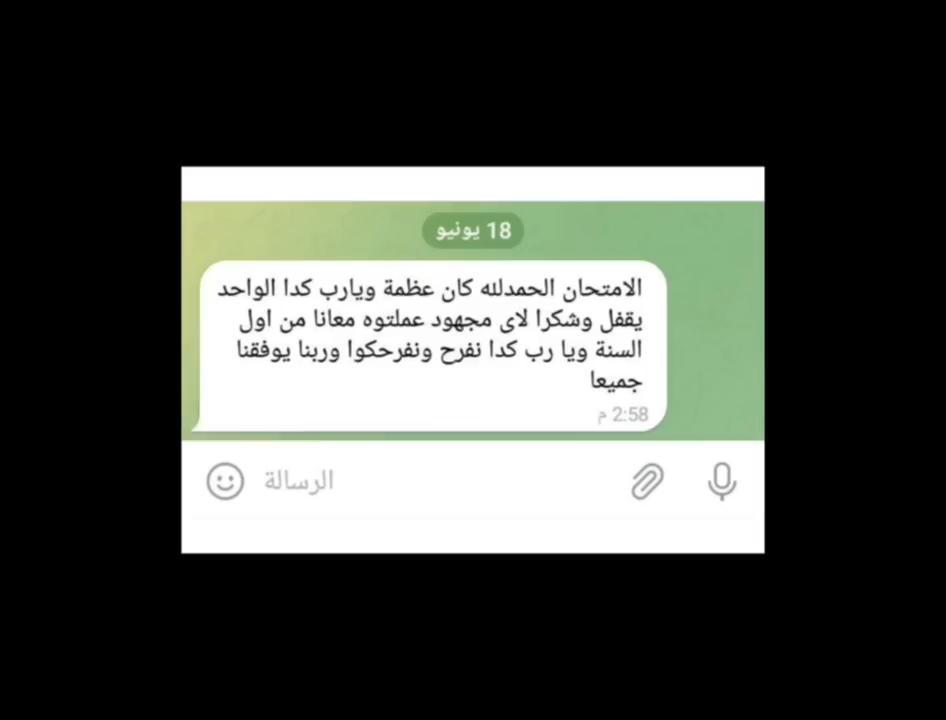 18 يونيو
الامتحان الحمدلله كان عظمة ويارب كدا الواحد
يقفل وشكرا لاى مجهود عملتوه معانا من اول
السنة ويا رب كدا نفرح ونفرحكوا وربنا يوفقنا
جميعا
2:58 م
الرسالة